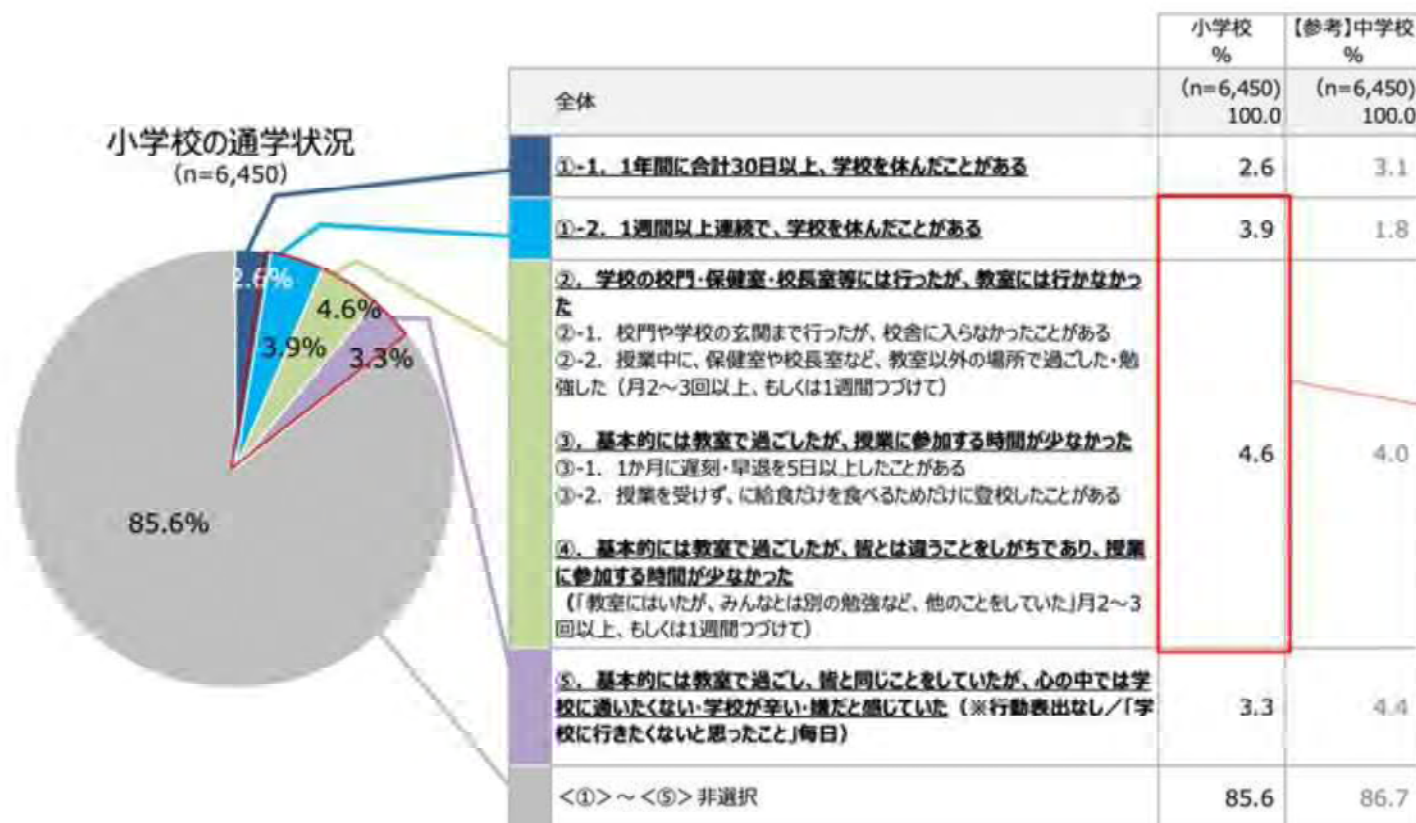 小学校の通学状況
(n=6,450)
2.6%
3.9%
4.6%
3.3%
85.6%
小学校
%
【参考】中学校
%
全体
(n=6,450)
100.0
(n=6,450)
100.0
①-1. 1年間に合計30日以上、学校を休んだことがある
2.6
3.1
①-2. 1週間以上連続で、学校を休んだことがある
3.9
1.8
②. 学校の校門・保健室・校長室等には行ったが、教室には行かなかっ
た
②-1. 校門や学校の玄関まで行ったが、校舎に入らなかったことがある
②-2. 授業中に、保健室や校長室など、教室以外の場所で過ごした・勉
強した（月2～3回以上、もしくは1週間つづけて）
③. 基本的には教室で過ごしたが、授業に参加する時間が少なかった
③-1. 1か月に遅刻・早退を5日以上したことがある
③-2. 授業を受けず、に給食だけを食べるためだけに登校したことがある
④. 基本的には教室で過ごしたが、皆とは違うことをしがちであり、授業
に参加する時間が少なかった
（「教室にはいたが、みんなとは別の勉強など、他のことをしていた」月2～3
回以上、もしくは1週間つづけて）
4.6
4.0
⑤. 基本的には教室で過ごし、皆と同じことをしていたが、心の中では学
校に通いたくない・学校が辛い・嫌だと感じていた（※行動表出なし／「学
校に行きたくないと思ったこと」毎日）
3.3
4.4
<①>～<⑤> 非選択
85.6
86.7